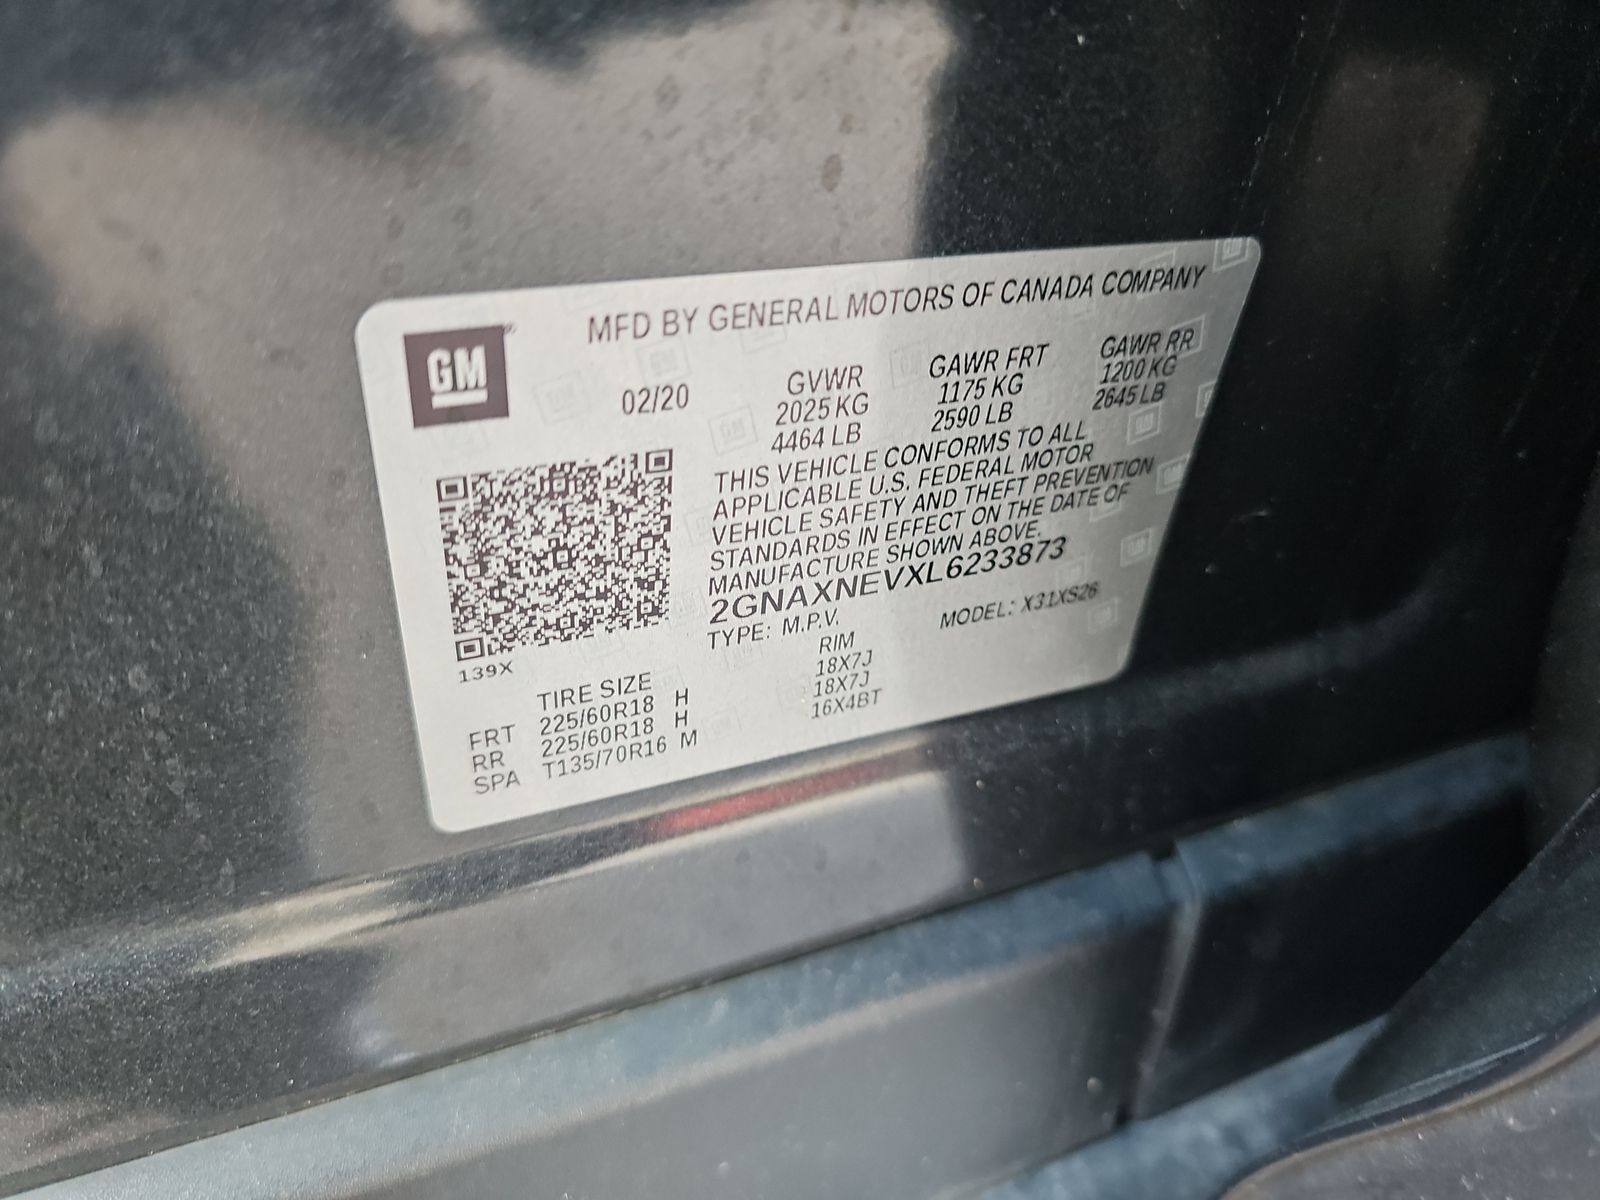 MFD BY GENERAL MOTORS OF CANADA COMPANY
GM
02/20
GVWR
2025 KG
4464 LB
GAWR FRT
1175 KG
2590 LB
GAWR RR
1200 KG
2645 LB
THIS VEHICLE CONFORMS TO ALL
APPLICABLE U.S. FEDERAL MOTOR
VEHICLE SAFETY AND THEFT PREVENTION
STANDARDS IN EFFECT ON THE DATE OF
MANUFACTURE SHOWN ABOVE.
2GNAXNEVXL6233873
TYPE: M.P.V.
MODEL: X31XS26
139X
TIRE SIZE
RIM
FRT 225/60R18 H 18X7J
RR 225/60R18 H 18X7J
SPA T135/70R16 M 16X4BT